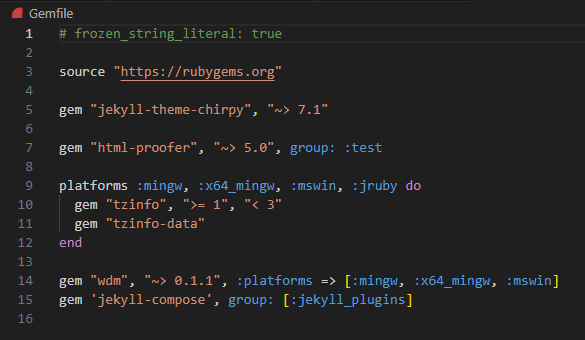 Gemfile
1 # frozen_string_literal: true
2
3 source "https://rubygems.org"
4
5 gem "jekyll-theme-chirpy", "~> 7.1"
6
7 gem "html-proofer", "~> 5.0", group: :test
8
9 platforms :mingw, :x64_mingw, :mswin, :jruby do
10   gem "tzinfo", ">= 1", "< 3"
11   gem "tzinfo-data"
12 end
13
14 gem "wdm", "~> 0.1.1", :platforms => [:mingw, :x64_mingw, :mswin]
15 gem 'jekyll-compose', group: [:jekyll_plugins]
16